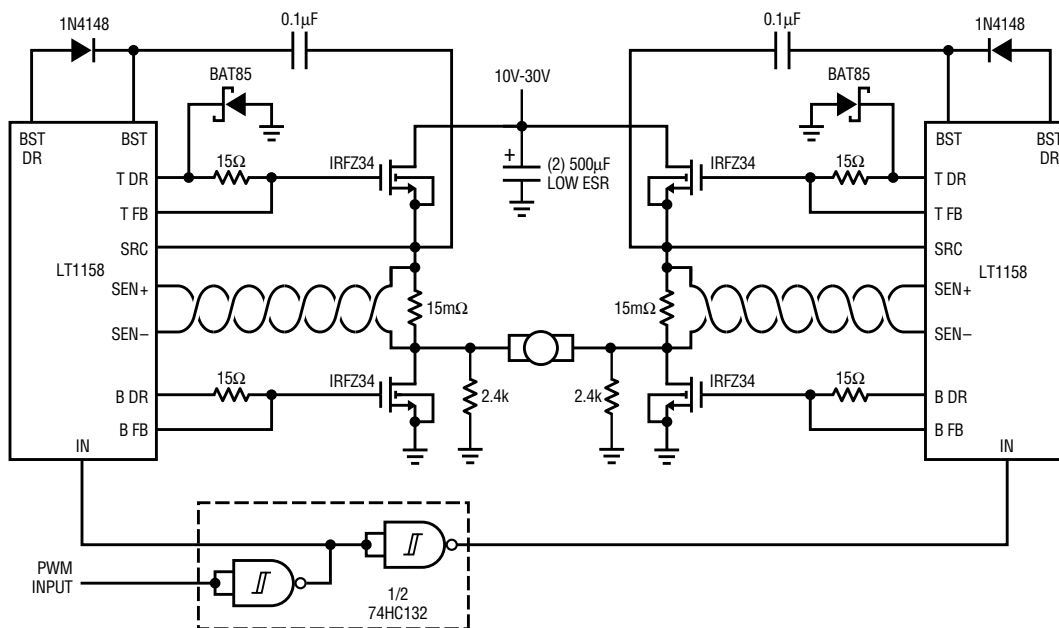 1N4148
0.1µF
0.1µF
1N4148
BAT85
10V-30V
BAT85
BST
DR
BST
BST
BST
DR
15Ω
IRFZ34
+
(2) 500µF
LOW ESR
IRFZ34
15Ω
T DR
T DR
T FB
T FB
SRC
SRC
LT1158
LT1158
SEN+
SEN+
15mΩ
15mΩ
SEN–
SEN–
15Ω
IRFZ34
IRFZ34
15Ω
2.4k
2.4k
B DR
B DR
B FB
B FB
IN
IN
PWM
INPUT
1/2
74HC132